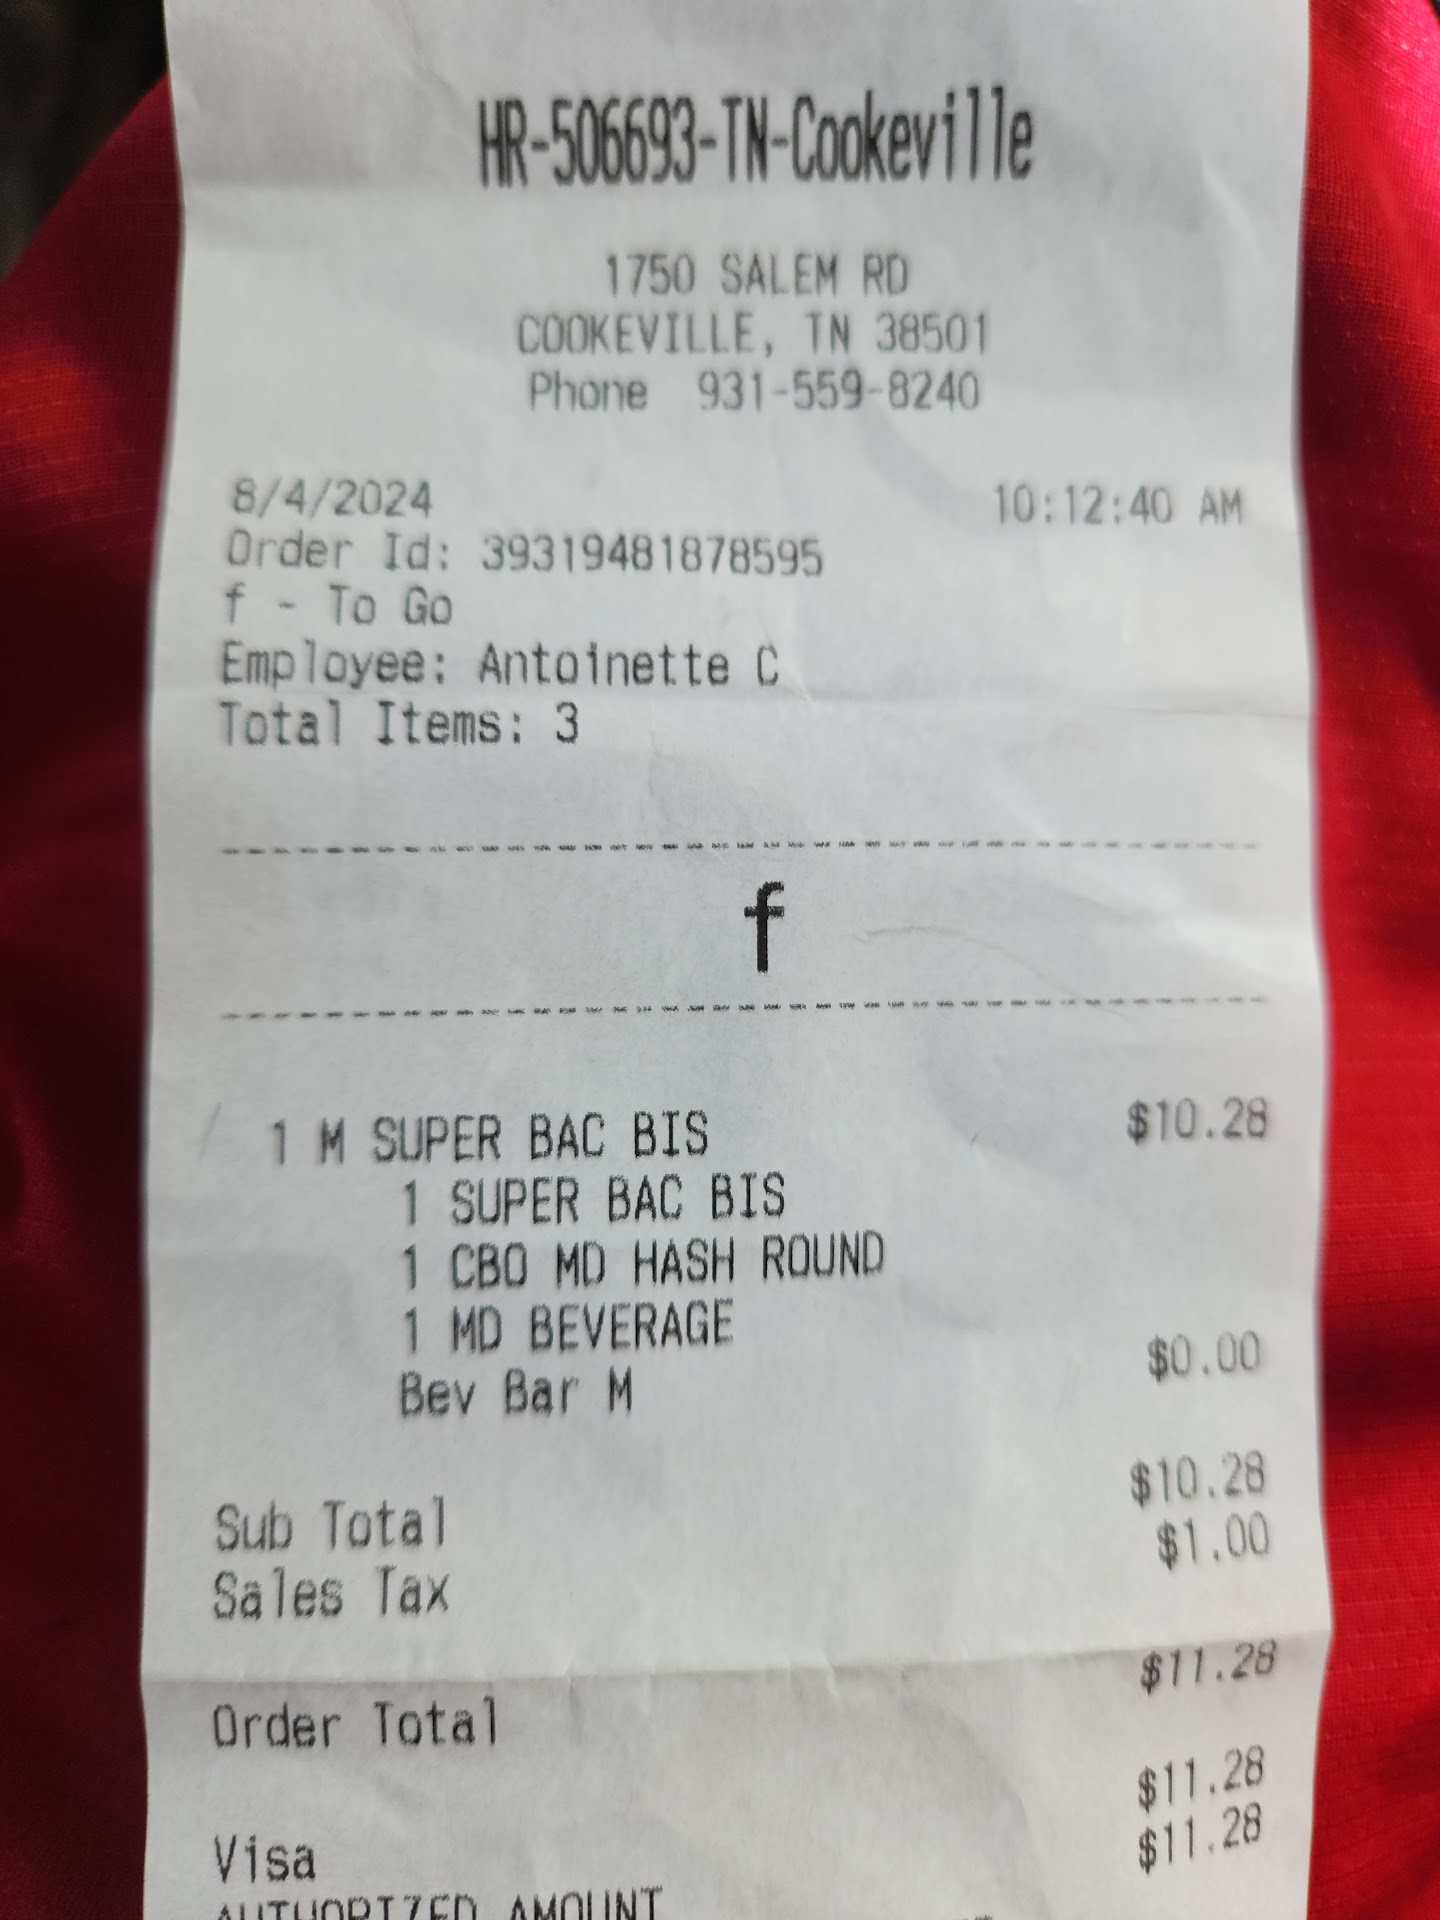 HR-506693-TN-Cookeville
1750 SALEM RD
COOKEVILLE, TN 38501
Phone 931-559-8240
8/4/2024 10:12:40 AM
Order Id: 39319481878595
f - To Go
Employee: Antoinette C
Total Items: 3
f
1 M SUPER BAC BIS $10.28
1 SUPER BAC BIS
1 CBO MD HASH ROUND
1 MD BEVERAGE
Bev Bar M $0.00
Sub Total $10.28
Sales Tax $1.00
Order Total $11.28
Visa $11.28
AUTHORIZED AMOUNT $11.28